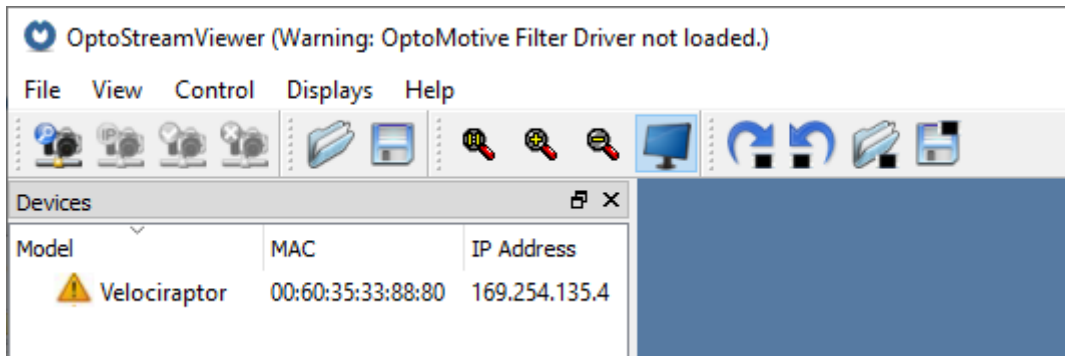 OptoStreamViewer (Warning: OptoMotive Filter Driver not loaded.)
File View Control Displays Help
Devices
Model MAC IP Address
Velociraptor 00:60:35:33:88:80 169.254.135.4